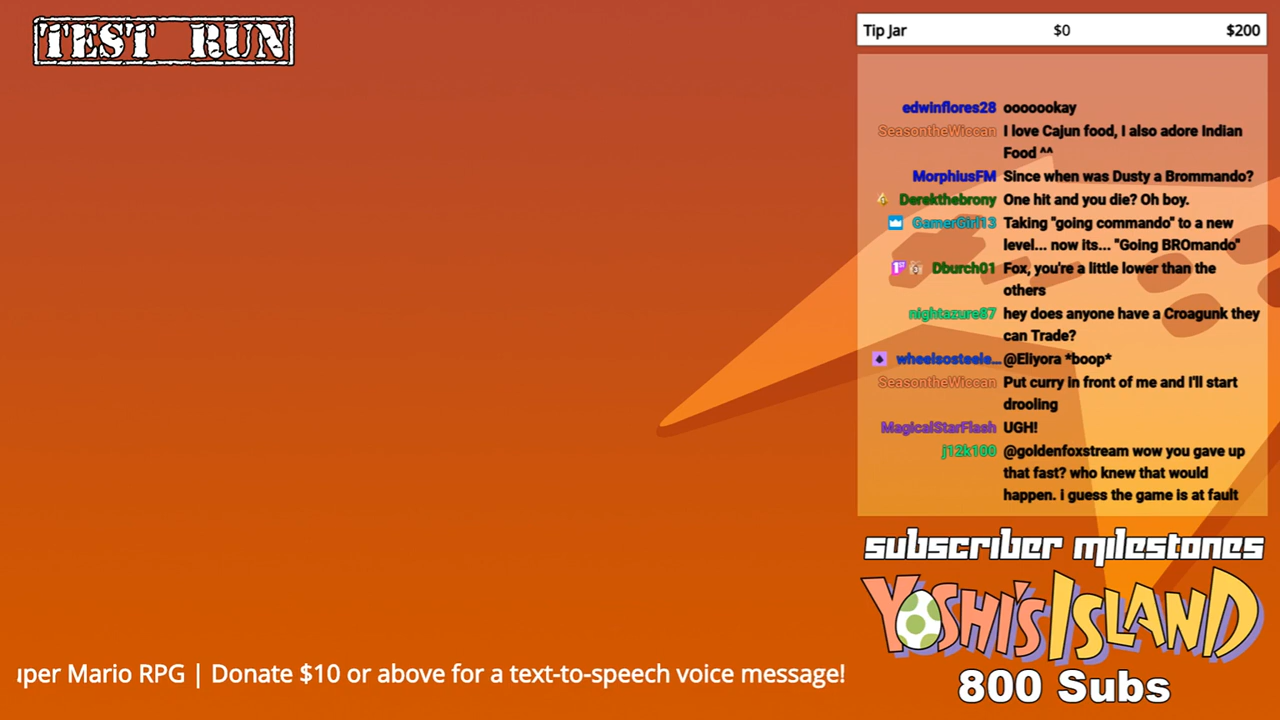 TEST RUN
Tip Jar $0 $200
edwinflores28 ooooookay
SeasontheWiccan I love Cajun food, I also adore Indian
Food ^^
MorphiusFM Since when was Dusty a Brommando?
Derekthebrony One hit and you die? Oh boy.
GamerGirl13 Taking "going commando" to a new
level... now its... "Going BROmando"
Dburch01 Fox, you're a little lower than the
others
nightazure87 hey does anyone have a Croagunk they
can Trade?
wheelsosteele... @Eliyora *boop*
SeasontheWiccan Put curry in front of me and I'll start
drooling
MagicalStarFlash UGH!
j12k100 @goldenfoxstream wow you gave up
that fast? who knew that would
happen. i guess the game is at fault
subscriber milestones
YOSHI'S ISLAND
800 Subs
uper Mario RPG | Donate $10 or above for a text-to-speech voice message!